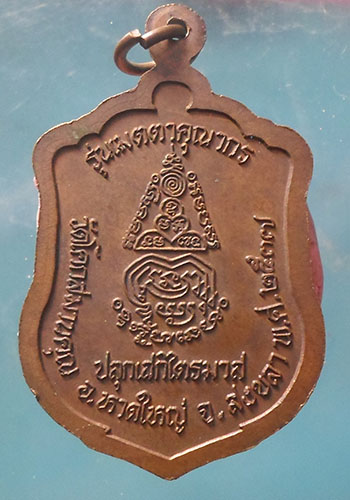 รุ่นเมตตาคุณากร
วัดโคกสมานคุณ
อ.หาดใหญ่ จ.สงขลา พ.ศ.๒๕๓๗
ปลุกเสกไตรมาส